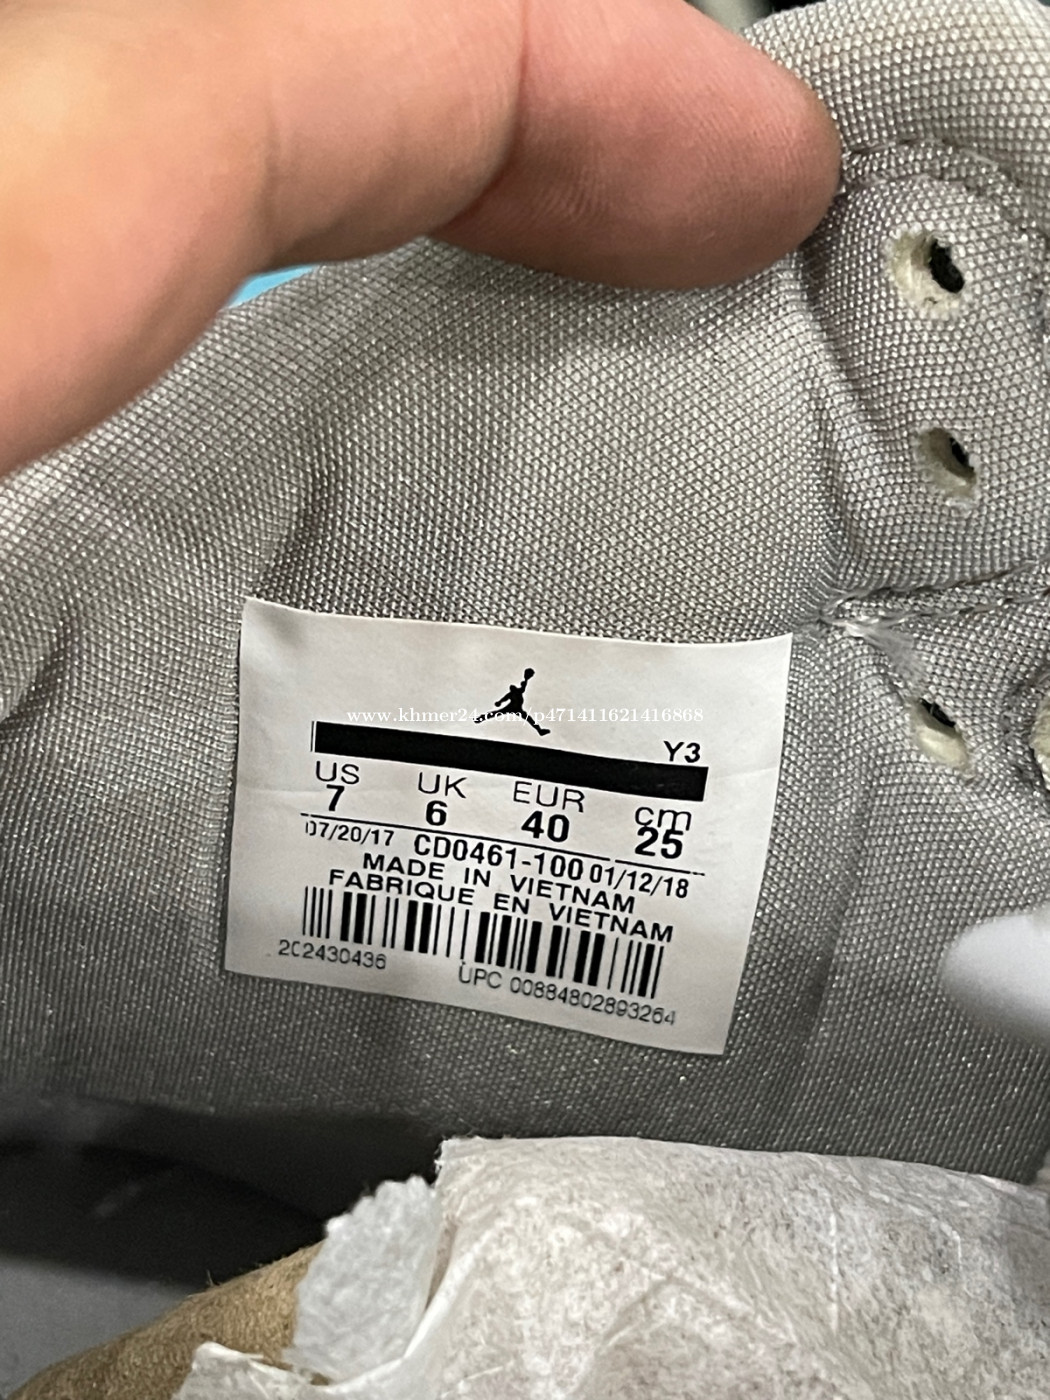 www.khmer24.com/p471411621416868
Y3
US UK EUR cm
7 6 40 25
07/20/17 CD0461-100 01/12/18
MADE IN VIETNAM
FABRIQUE EN VIETNAM
202430436
UPC 00884802893264